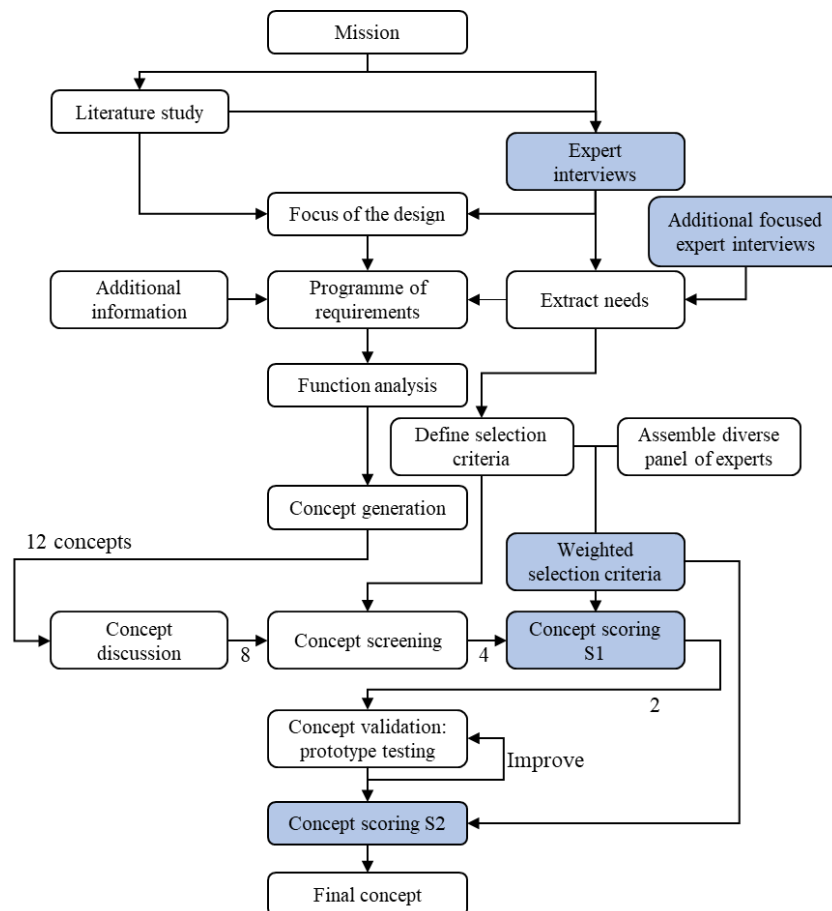 Mission
Literature study
Expert
interviews
Focus of the design
Additional focused
expert interviews
Additional
information
Programme of
requirements
Extract needs
Function analysis
Define selection
criteria
Assemble diverse
panel of experts
Concept generation
12 concepts
Weighted
selection criteria
Concept
discussion
8
Concept screening
4
Concept scoring
S1
2
Concept validation:
prototype testing
Improve
Concept scoring S2
Final concept